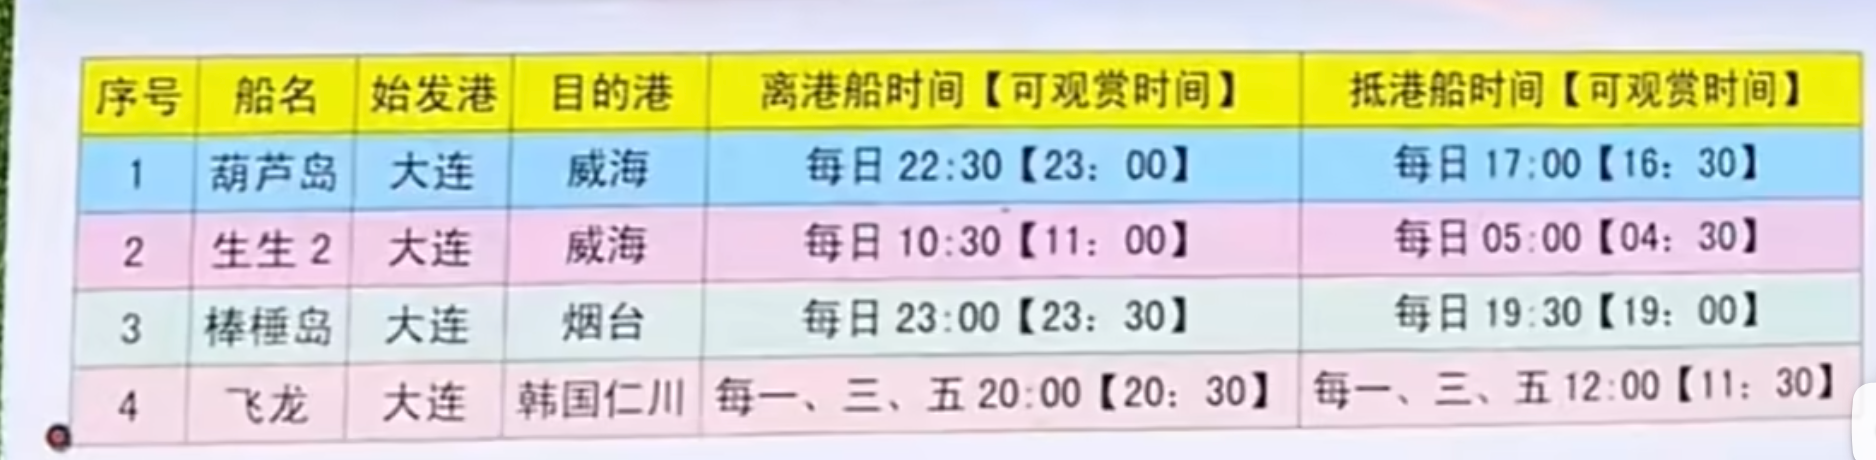 序号 船名 始发港 目的港 离港船时间【可观赏时间】 抵港船时间【可观赏时间】
1 葫芦岛 大连 威海 每日 22:30【23：00】 每日 17:00【16：30】
2 生生 2 大连 威海 每日 10:30【11：00】 每日 05:00【04：30】
3 棒棰岛 大连 烟台 每日 23:00【23：30】 每日 19:30【19：00】
4 飞龙 大连 韩国仁川 每一、三、五 20:00【20：30】 每一、三、五 12:00【11：30】